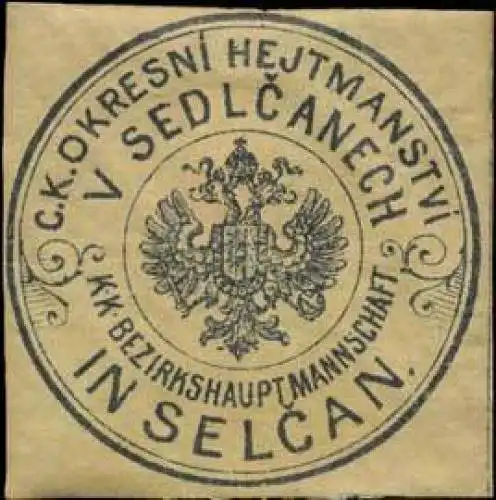 C.K. OKRESNÍ HEJTMANSTVÍ
V SEDLČANECH
K.K. BEZIRKSHAUPTMANNSCHAFT
IN SELČAN.